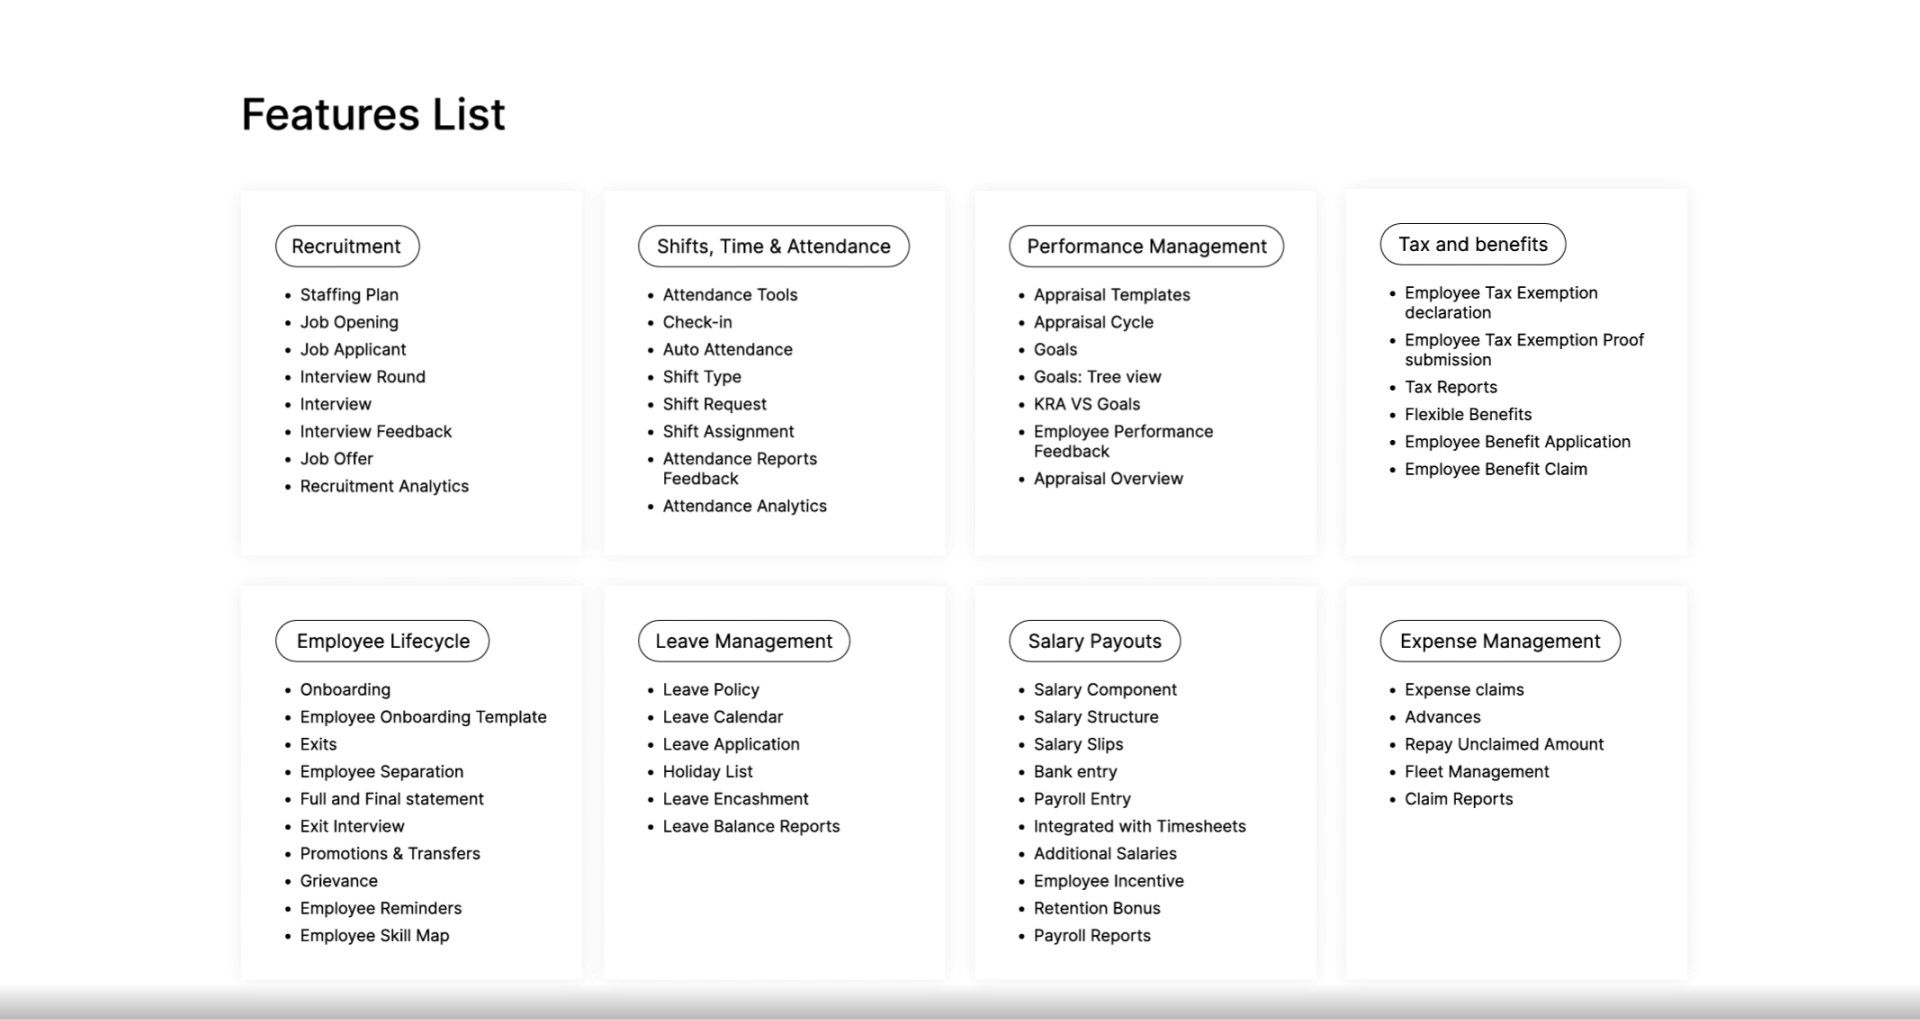 Features List
Recruitment
• Staffing Plan
• Job Opening
• Job Applicant
• Interview Round
• Interview
• Interview Feedback
• Job Offer
• Recruitment Analytics
Shifts, Time & Attendance
• Attendance Tools
• Check-in
• Auto Attendance
• Shift Type
• Shift Request
• Shift Assignment
• Attendance Reports
Feedback
• Attendance Analytics
Performance Management
• Appraisal Templates
• Appraisal Cycle
• Goals
• Goals: Tree view
• KRA VS Goals
• Employee Performance
Feedback
• Appraisal Overview
Tax and benefits
• Employee Tax Exemption
declaration
• Employee Tax Exemption Proof
submission
• Tax Reports
• Flexible Benefits
• Employee Benefit Application
• Employee Benefit Claim
Employee Lifecycle
• Onboarding
• Employee Onboarding Template
• Exits
• Employee Separation
• Full and Final statement
• Exit Interview
• Promotions & Transfers
• Grievance
• Employee Reminders
• Employee Skill Map
Leave Management
• Leave Policy
• Leave Calendar
• Leave Application
• Holiday List
• Leave Encashment
• Leave Balance Reports
Salary Payouts
• Salary Component
• Salary Structure
• Salary Slips
• Bank entry
• Payroll Entry
• Integrated with Timesheets
• Additional Salaries
• Employee Incentive
• Retention Bonus
• Payroll Reports
Expense Management
• Expense claims
• Advances
• Repay Unclaimed Amount
• Fleet Management
• Claim Reports